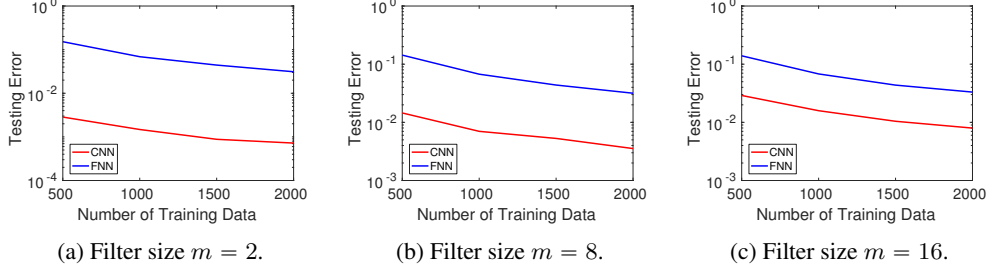 10^0
10^-2
10^-4
Testing Error
CNN
FNN
500 1000 1500 2000
Number of Training Data
(a) Filter size m = 2.
10^0
10^-1
10^-2
10^-3
Testing Error
CNN
FNN
500 1000 1500 2000
Number of Training Data
(b) Filter size m = 8.
10^0
10^-1
10^-2
10^-3
Testing Error
CNN
FNN
500 1000 1500 2000
Number of Training Data
(c) Filter size m = 16.